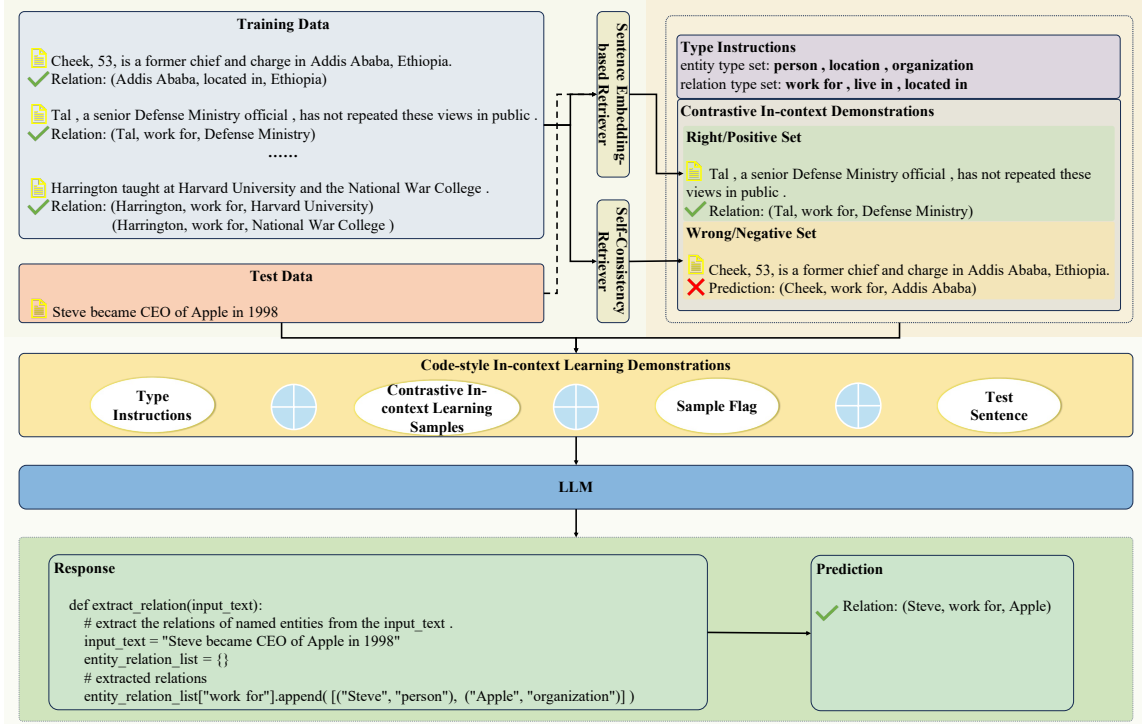 Training Data
Cheek, 53, is a former chief and charge in Addis Ababa, Ethiopia.
Relation: (Addis Ababa, located in, Ethiopia)
Tal , a senior Defense Ministry official , has not repeated these views in public .
Relation: (Tal, work for, Defense Ministry)
......
Harrington taught at Harvard University and the National War College .
Relation: (Harrington, work for, Harvard University)
(Harrington, work for, National War College )
Test Data
Steve became CEO of Apple in 1998
Sentence Embedding-
based Retriever
Self-Consistency
Retriever
Type Instructions
entity type set: person , location , organization
relation type set: work for , live in , located in
Contrastive In-context Demonstrations
Right/Positive Set
Tal , a senior Defense Ministry official , has not repeated these
views in public .
Relation: (Tal, work for, Defense Ministry)
Wrong/Negative Set
Cheek, 53, is a former chief and charge in Addis Ababa, Ethiopia.
Prediction: (Cheek, work for, Addis Ababa)
Code-style In-context Learning Demonstrations
Type
Instructions
Contrastive In-
context Learning
Samples
Sample Flag
Test
Sentence
LLM
Response
def extract_relation(input_text):
# extract the relations of named entities from the input_text .
input_text = "Steve became CEO of Apple in 1998"
entity_relation_list = {}
# extracted relations
entity_relation_list["work for"].append( [("Steve", "person"), ("Apple", "organization")] )
Prediction
Relation: (Steve, work for, Apple)